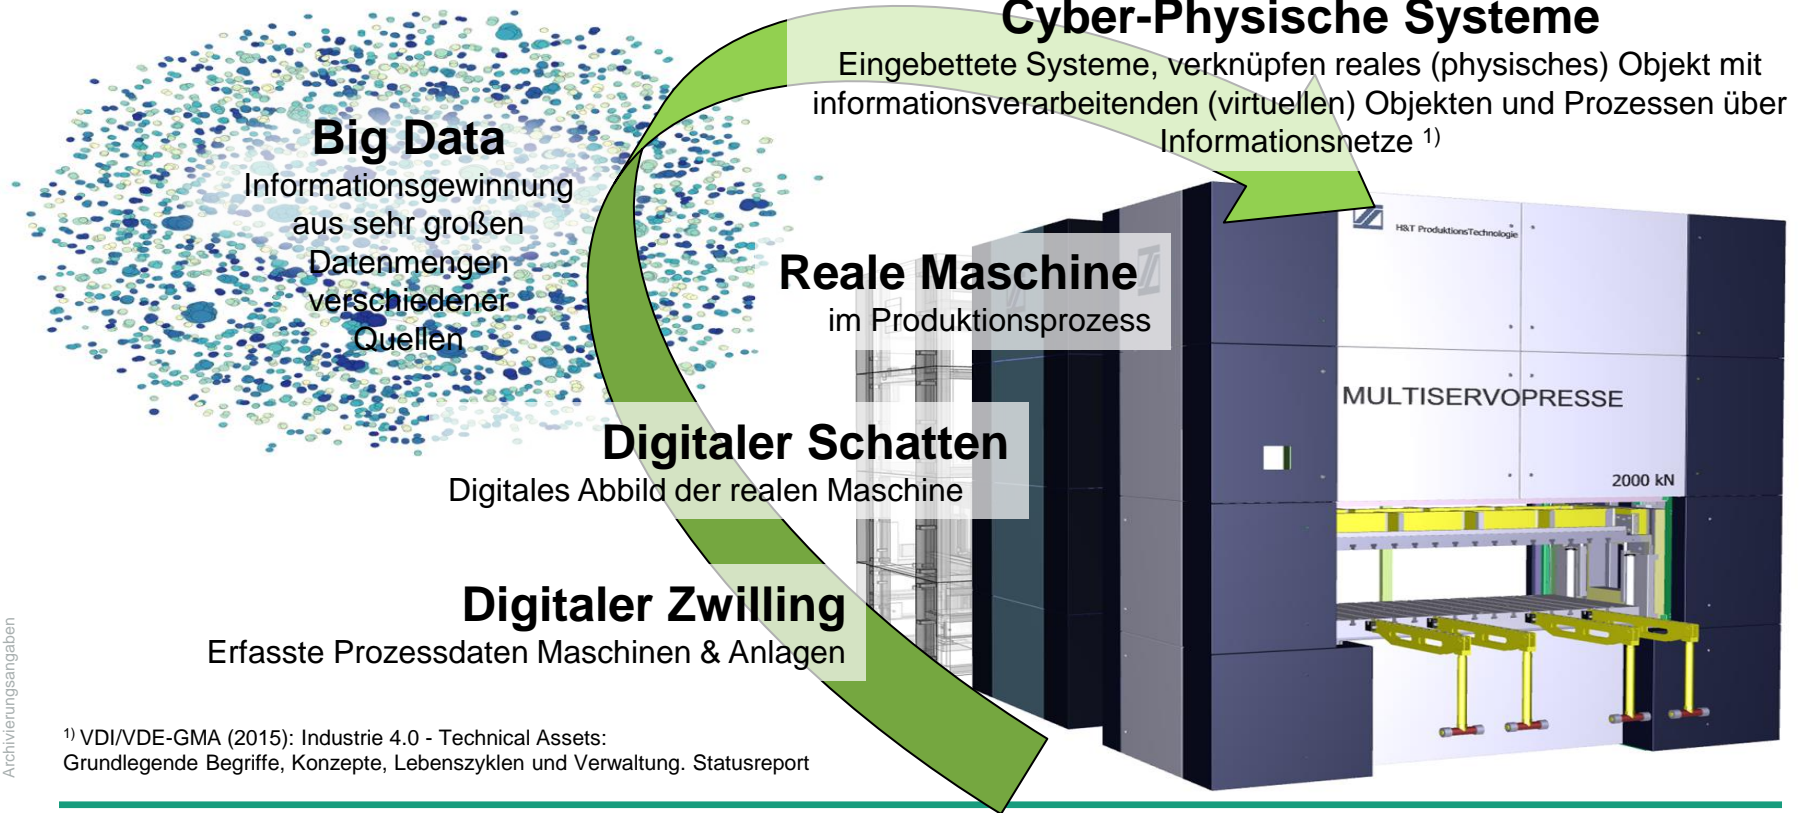 Cyber-Physische Systeme
Eingebettete Systeme, verknüpfen reales (physisches) Objekt mit
informationsverarbeitenden (virtuellen) Objekten und Prozessen über
Informationsnetze 1)
Big Data
Informationsgewinnung
aus sehr großen
Datenmengen
verschiedener
Quellen
Reale Maschine
im Produktionsprozess
H&T ProduktionsTechnologie
MULTISERVOPRESSE
2000 kN
Digitaler Schatten
Digitales Abbild der realen Maschine
Digitaler Zwilling
Erfasste Prozessdaten Maschinen & Anlagen
1) VDI/VDE-GMA (2015): Industrie 4.0 - Technical Assets:
Grundlegende Begriffe, Konzepte, Lebenszyklen und Verwaltung. Statusreport
Archivierungsangaben